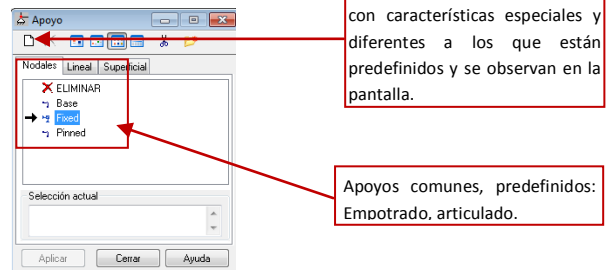 Apoyo
Nodales Lineal Superficial
ELIMINAR
Base
Fixed
Pinned
Selección actual
Aplicar Cerrar Ayuda
con características especiales y
diferentes a los que están
predefinidos y se observan en la
pantalla.
Apoyos comunes, predefinidos:
Empotrado, articulado.